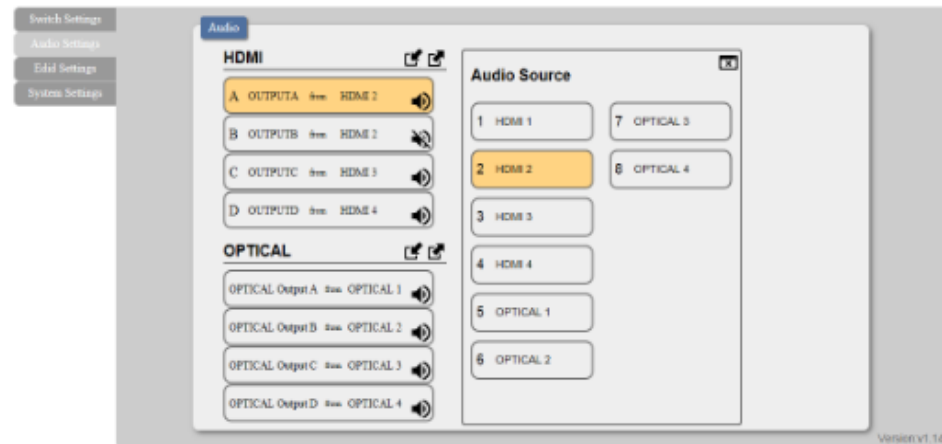 Switch Settings
Audio Settings
Edid Settings
System Settings
Audio
HDMI
A OUTPUTA from HDMI 2
B OUTPUTB from HDMI 2
C OUTPUTC from HDMI 3
D OUTPUTD from HDMI 4
OPTICAL
OPTICAL Output A from OPTICAL 1
OPTICAL Output B from OPTICAL 2
OPTICAL Output C from OPTICAL 3
OPTICAL Output D from OPTICAL 4
Audio Source
1 HDMI 1
2 HDMI 2
3 HDMI 3
4 HDMI 4
5 OPTICAL 1
6 OPTICAL 2
7 OPTICAL 3
8 OPTICAL 4
Version